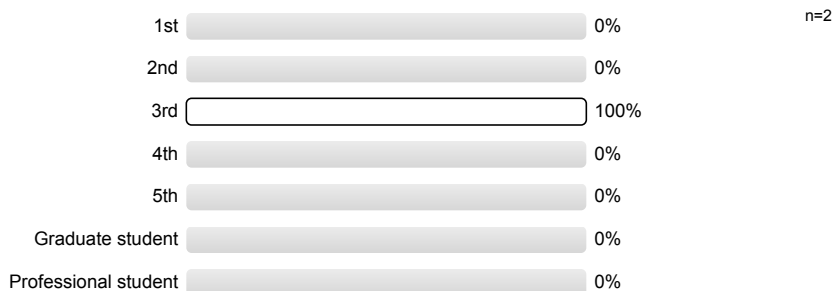 1st 0% n=2
2nd 0%
3rd 100%
4th 0%
5th 0%
Graduate student 0%
Professional student 0%